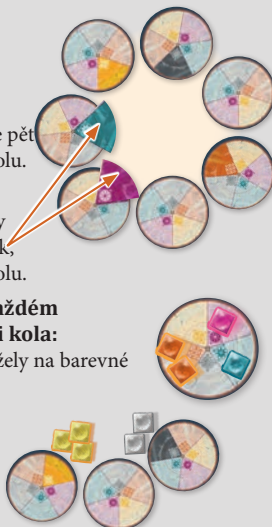 e pět
olu.
y
k,
olu.
aždém
i kola:
žely na barevné